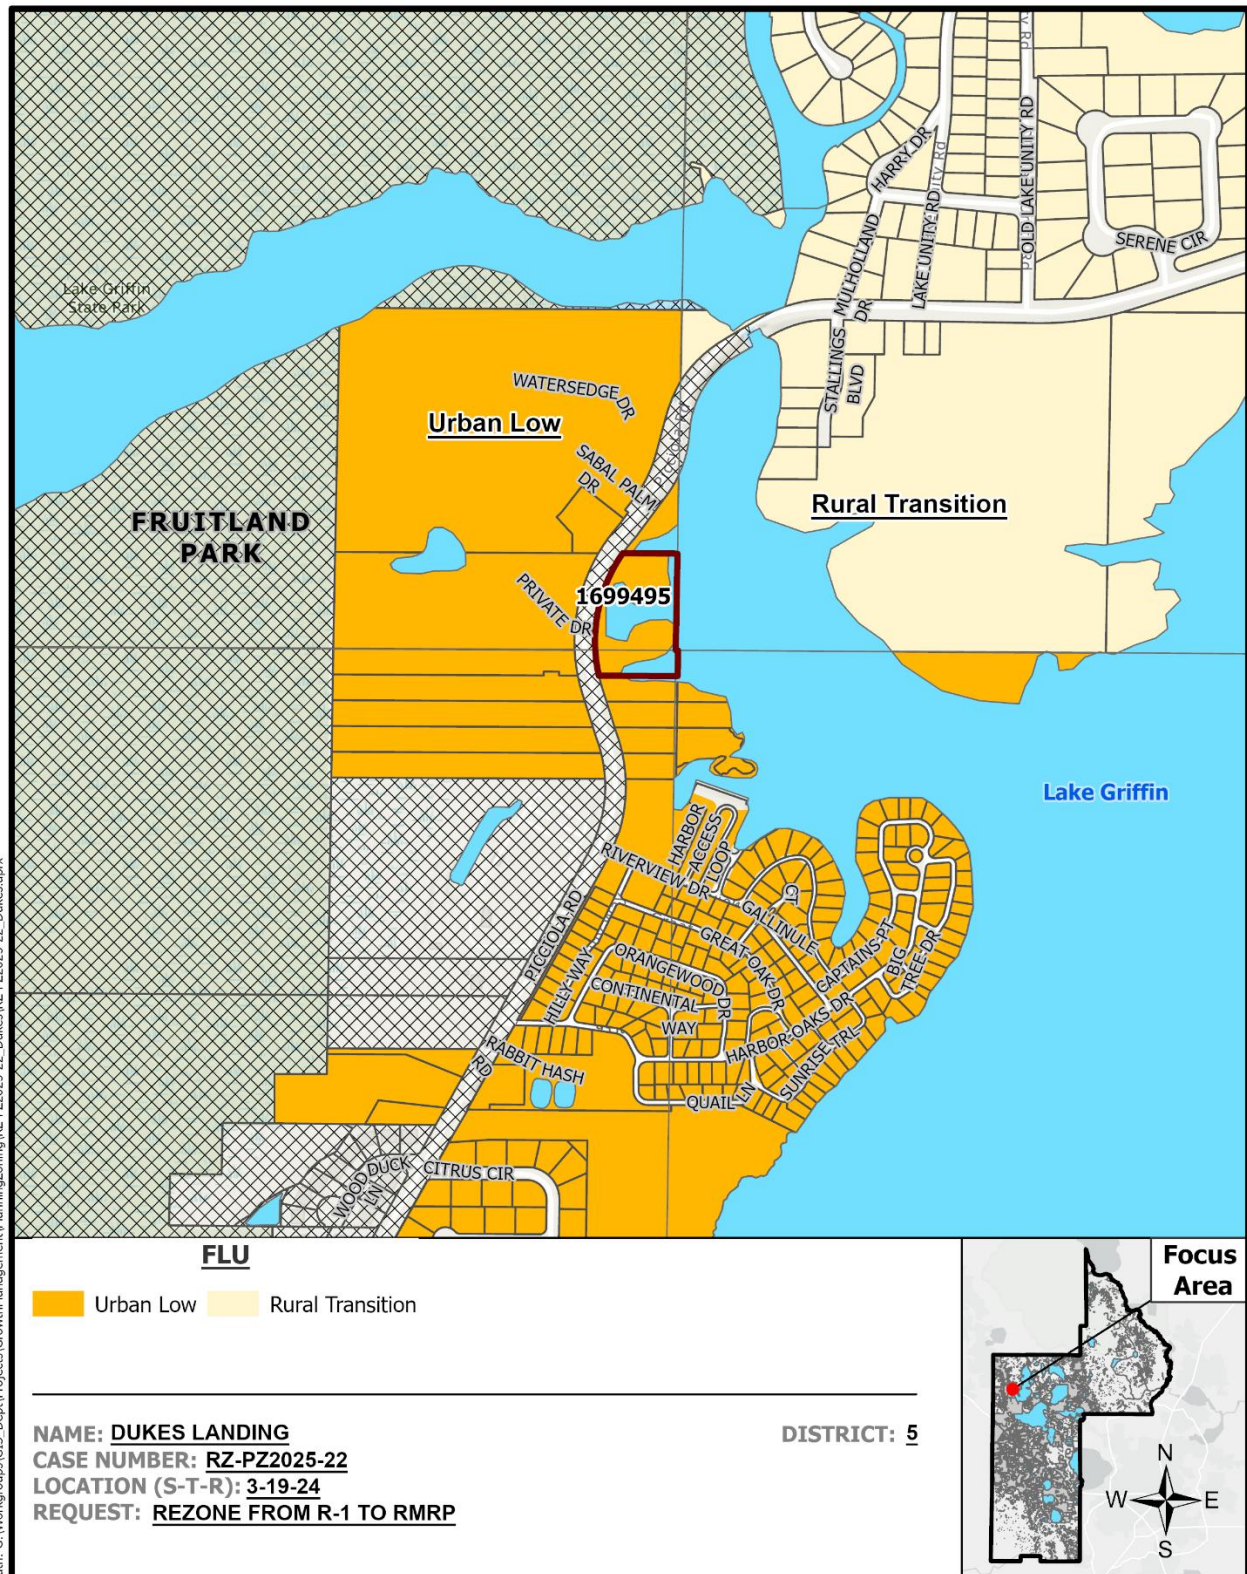 Lake Griffin
State Park
HARRY DR
MULHOLLAND
DR
LAKE UNITY RD
OLD LAKE UNITY RD
SERENE CIR
STALLINGS
BLVD
WATERSEDGE DR
Urban Low
SABAL PALM
DR
Picciola Rd
Rural Transition
FRUITLAND
PARK
PRIVATE DR
1699495
Lake Griffin
HARBOR
ACCESS
LOOP
RIVERVIEW DR
CT
GALLINULE
PICCIOLA RD
HILLY WAY
GREAT OAK DR
ORANGEWOOD DR
CONTINENTAL
WAY
CAPTAINS PT
BIG
TREE DR
HARBOR OAKS DR
SUNRISE TRL
RABBIT HASH
RD
QUAIL LN
WOOD DUCK
LN
CITRUS CIR
FLU
Urban Low
Rural Transition
Focus
Area
NAME: DUKES LANDING
DISTRICT: 5
CASE NUMBER: RZ-PZ2025-22
LOCATION (S-T-R): 3-19-24
REQUEST: REZONE FROM R-1 TO RMRP
N
W
E
S